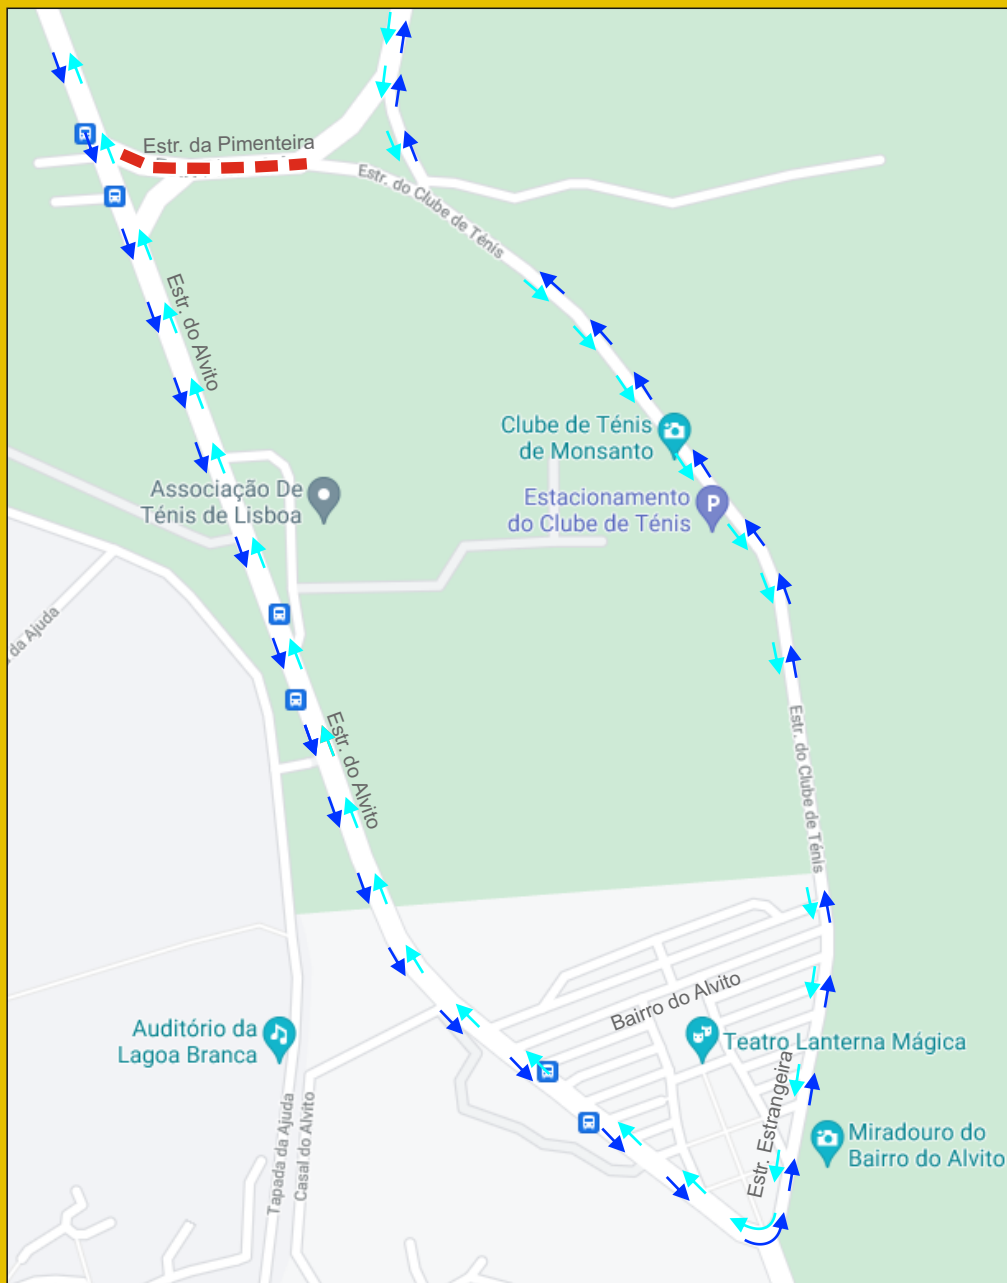 Estr. da Pimenteira
Estr. do Clube de Ténis
Estr. do Alvito
Clube de Ténis
de Monsanto
Estacionamento
do Clube de Ténis
P
Associação De
Ténis de Lisboa
da Ajuda
Estr. do Alvito
Estr. do Clube de Ténis
Bairro do Alvito
Auditório da
Lagoa Branca
Teatro Lanterna Mágica
Estr. Estrangeira
Miradouro do
Bairro do Alvito
Tapada da Ajuda
Casal do Alvito